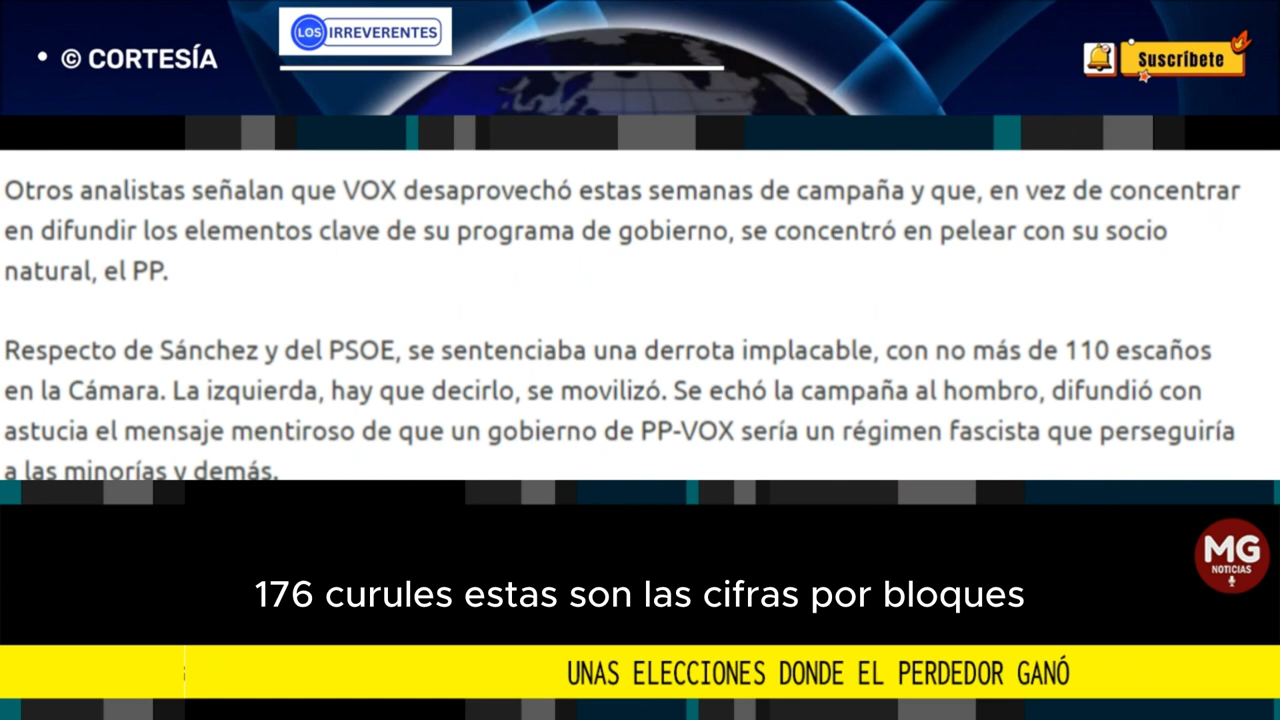 • © CORTESÍA
LOS IRREVERENTES
Suscríbete
Otros analistas señalan que VOX desaprovechó estas semanas de campaña y que, en vez de concentrar
en difundir los elementos clave de su programa de gobierno, se concentró en pelear con su socio
natural, el PP.
Respecto de Sánchez y del PSOE, se sentenciaba una derrota implacable, con no más de 110 escaños
en la Cámara. La izquierda, hay que decirlo, se movilizó. Se echó la campaña al hombro, difundió con
astucia el mensaje mentiroso de que un gobierno de PP-VOX sería un régimen fascista que perseguiría
a las minorías y demás.
MG
NOTICIAS
176 curules estas son las cifras por bloques
UNAS ELECCIONES DONDE EL PERDEDOR GANÓ